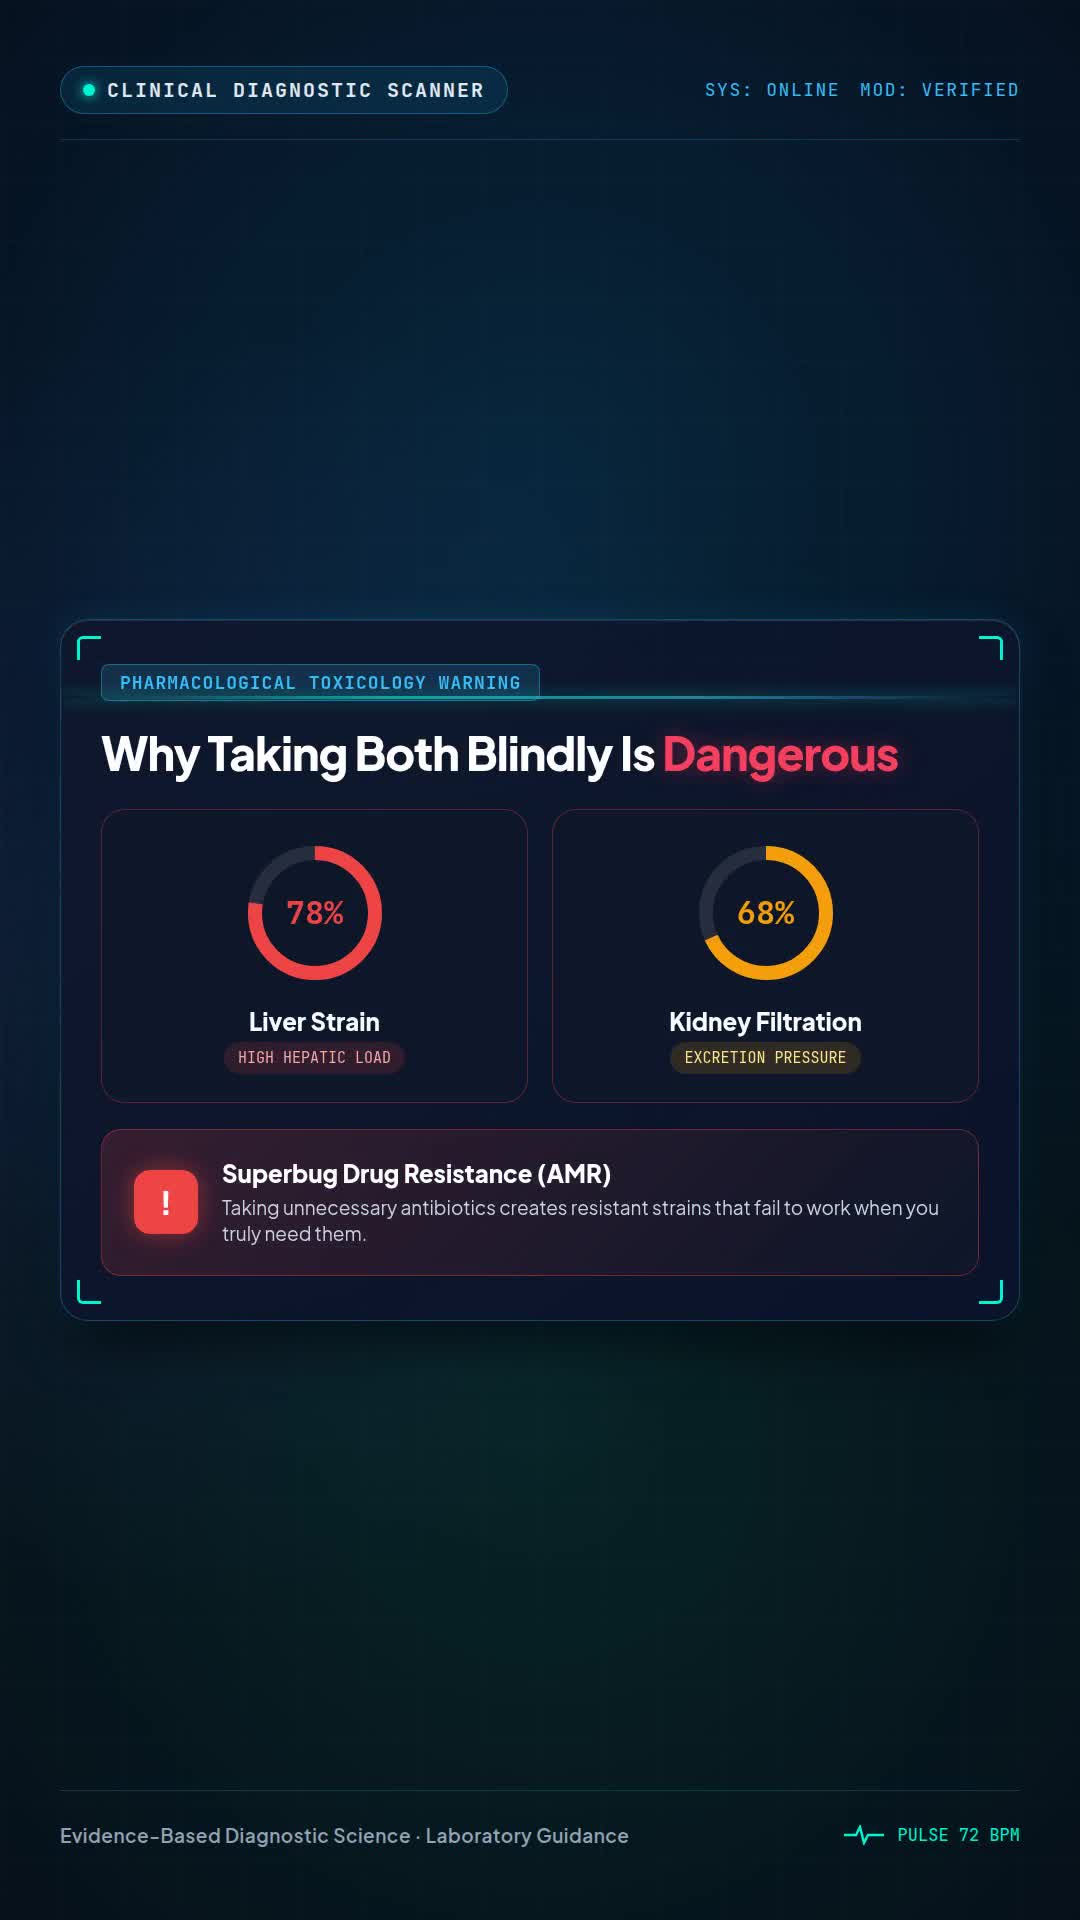 CLINICAL DIAGNOSTIC SCANNER
SYS: ONLINE MOD: VERIFIED
PHARMACOLOGICAL TOXICOLOGY WARNING
Why Taking Both Blindly Is Dangerous
78%
Liver Strain
HIGH HEPATIC LOAD
68%
Kidney Filtration
EXCRETION PRESSURE
!
Superbug Drug Resistance (AMR)
Taking unnecessary antibiotics creates resistant strains that fail to work when you
truly need them.
Evidence-Based Diagnostic Science · Laboratory Guidance
PULSE 72 BPM